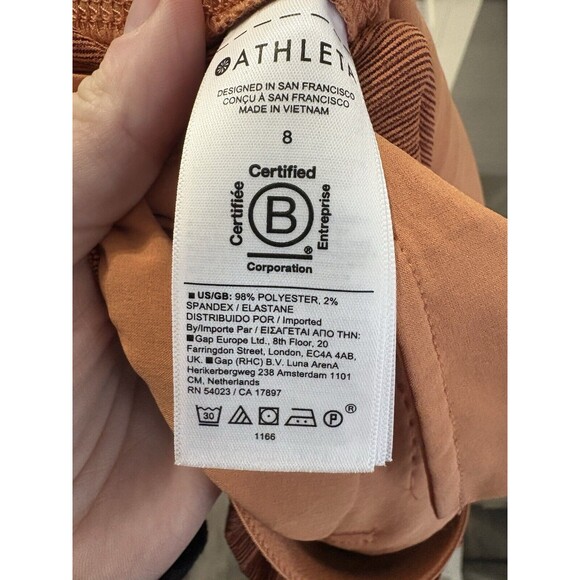 ATHLETA
DESIGNED IN SAN FRANCISCO
CONÇU À SAN FRANCISCO
MADE IN VIETNAM
8
Certified
Certifiée
B
Entreprise
®
Corporation
■ US/GB: 98% POLYESTER, 2%
SPANDEX / ELASTANE
DISTRIBUIDO POR / Imported
By/Importe Par / ΕΙΣΑΓΕΤΑΙ ΑΠΟ ΤΗΝ:
■ Gap Europe Ltd., 8th Floor, 20
Farringdon Street, London, EC4A 4AB,
UK. ■ Gap (RHC) B.V. Luna ArenA
Herikerbergweg 238 Amsterdam 1101
CM, Netherlands
RN 54023 / CA 17897
30 P ®
1166